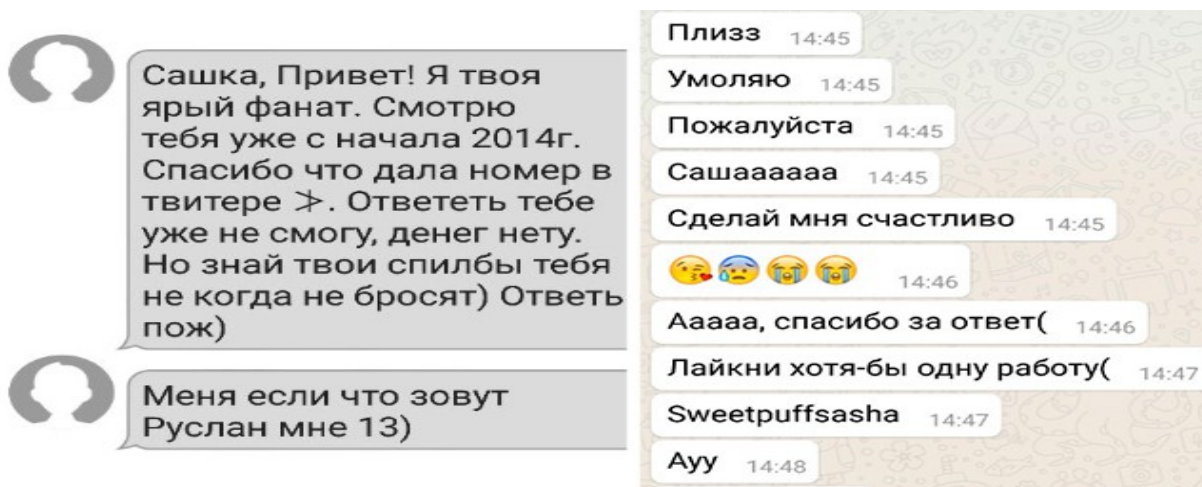 Сашка, Привет! Я твоя
ярый фанат. Смотрю
тебя уже с начала 2014г.
Спасибо что дала номер в
твитере ⊁. Ответеть тебе
уже не смогу, денег нету.
Но знай твои спилбы тебя
не когда не бросят) Ответь
пож)
Меня если что зовут
Руслан мне 13)
Плизз 14:45
Умоляю 14:45
Пожалуйста 14:45
Сашаааааа 14:45
Сделай мня счастливо 14:45
😘😰😭😭 14:46
Ааааа, спасибо за ответ( 14:46
Лайкни хотя-бы одну работу( 14:47
Sweetpuffsasha 14:47
Ауу 14:48